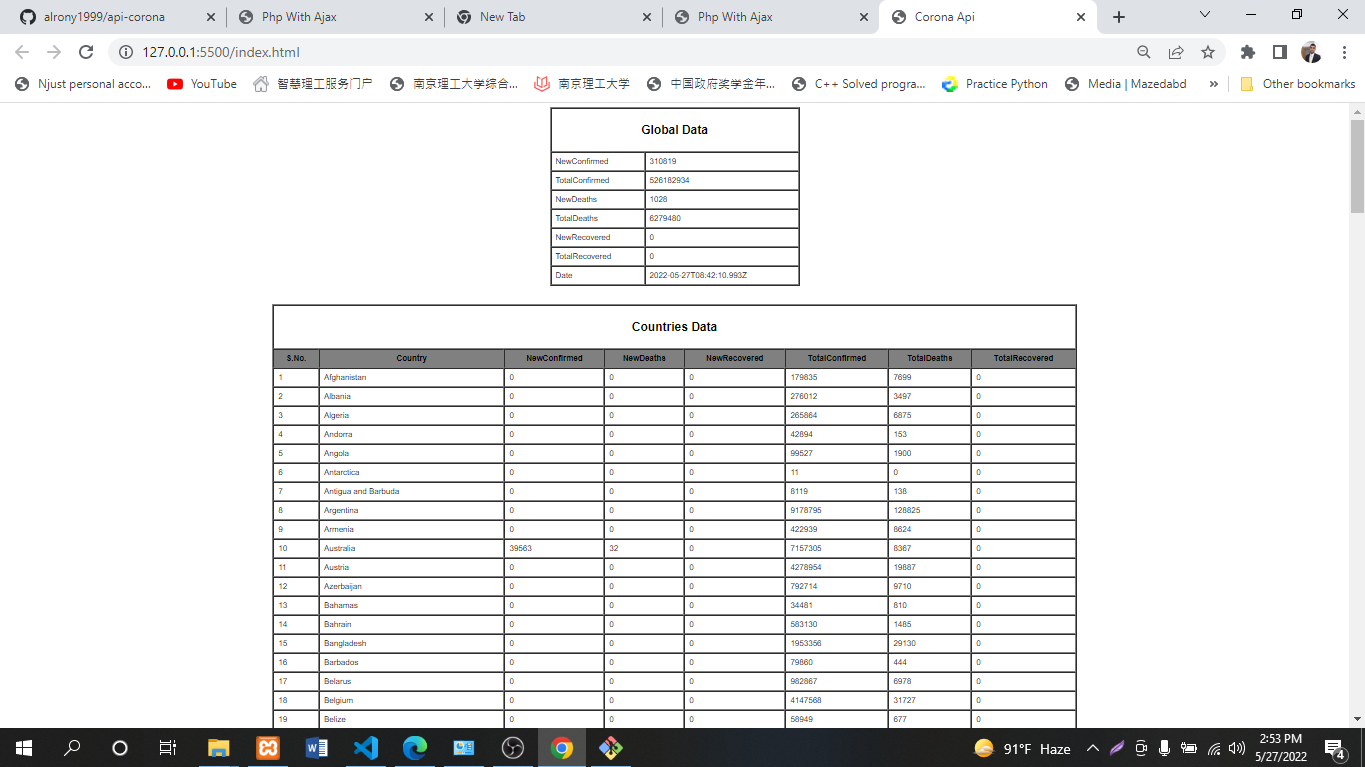 alrony1999/api-corona Php With Ajax New Tab Php With Ajax Corona Api
127.0.0.1:5500/index.html
Njust personal acco... YouTube 智慧理工服务门户 南京理工大学综合... 南京理工大学 中国政府奖学金年... C++ Solved progra... Practice Python Media | Mazedabd » Other bookmarks
Global Data
NewConfirmed 310819
TotalConfirmed 526182934
NewDeaths 1028
TotalDeaths 6279480
NewRecovered 0
TotalRecovered 0
Date 2022-05-27T08:42:10.993Z
Countries Data
S.No. Country NewConfirmed NewDeaths NewRecovered TotalConfirmed TotalDeaths TotalRecovered
1 Afghanistan 0 0 0 179835 7699 0
2 Albania 0 0 0 276012 3497 0
3 Algeria 0 0 0 265864 6875 0
4 Andorra 0 0 0 42894 153 0
5 Angola 0 0 0 99527 1900 0
6 Antarctica 0 0 0 11 0 0
7 Antigua and Barbuda 0 0 0 8119 138 0
8 Argentina 0 0 0 9178795 128825 0
9 Armenia 0 0 0 422939 8624 0
10 Australia 39563 32 0 7157305 8367 0
11 Austria 0 0 0 4278954 19887 0
12 Azerbaijan 0 0 0 792714 9710 0
13 Bahamas 0 0 0 34481 810 0
14 Bahrain 0 0 0 583130 1485 0
15 Bangladesh 0 0 0 1953356 29130 0
16 Barbados 0 0 0 79860 444 0
17 Belarus 0 0 0 982867 6978 0
18 Belgium 0 0 0 4147568 31727 0
19 Belize 0 0 0 58949 677 0
91°F Haze 2:53 PM
5/27/2022
4